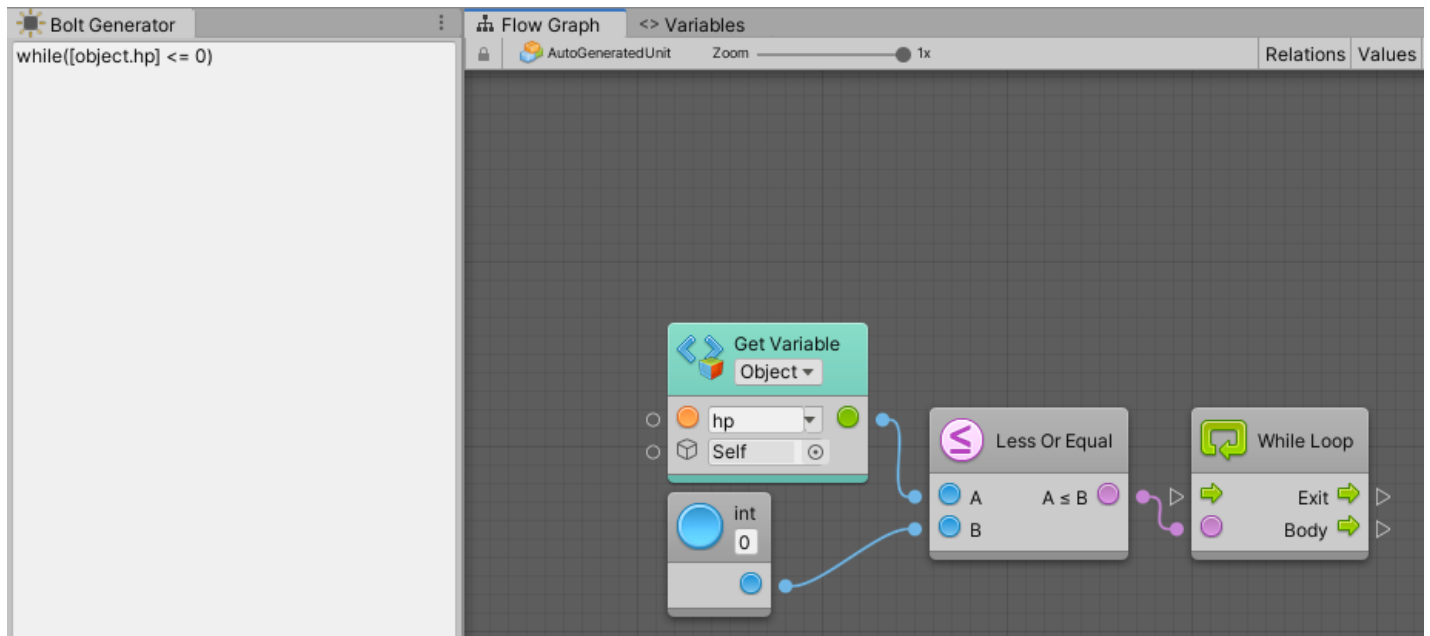 Bolt Generator
while([object.hp] <= 0)
Flow Graph
<> Variables
AutoGeneratedUnit
Zoom
1x
Relations
Values
Get Variable
Object
hp
Self
int
0
Less Or Equal
A
A ≤ B
B
While Loop
Exit
Body